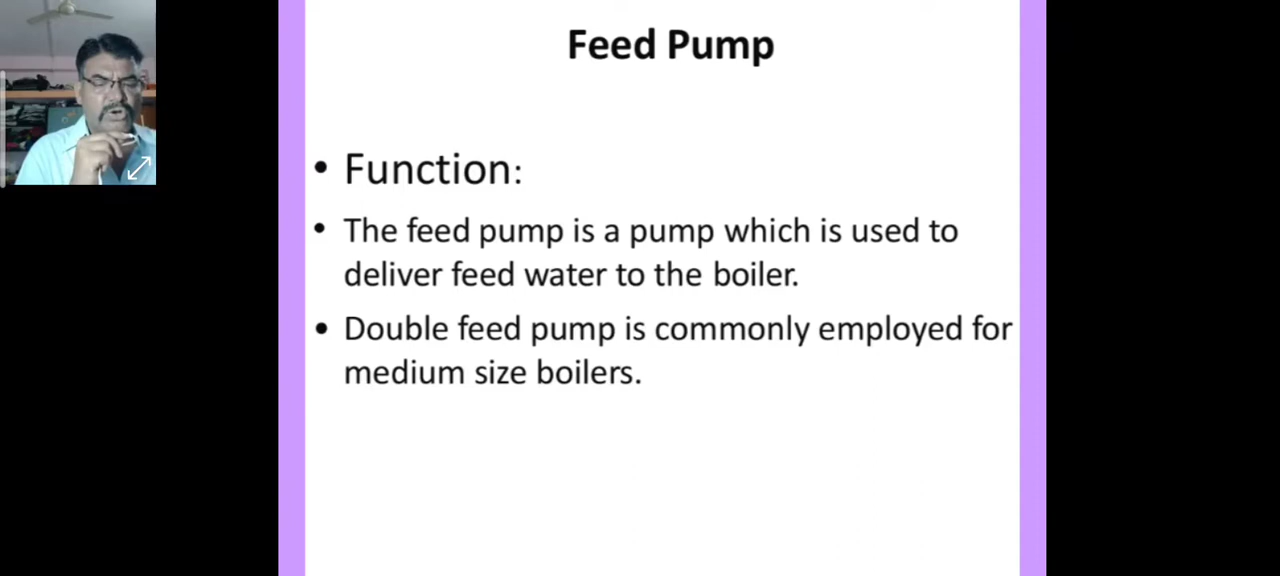 Feed Pump
• Function:
• The feed pump is a pump which is used to
deliver feed water to the boiler.
• Double feed pump is commonly employed for
medium size boilers.